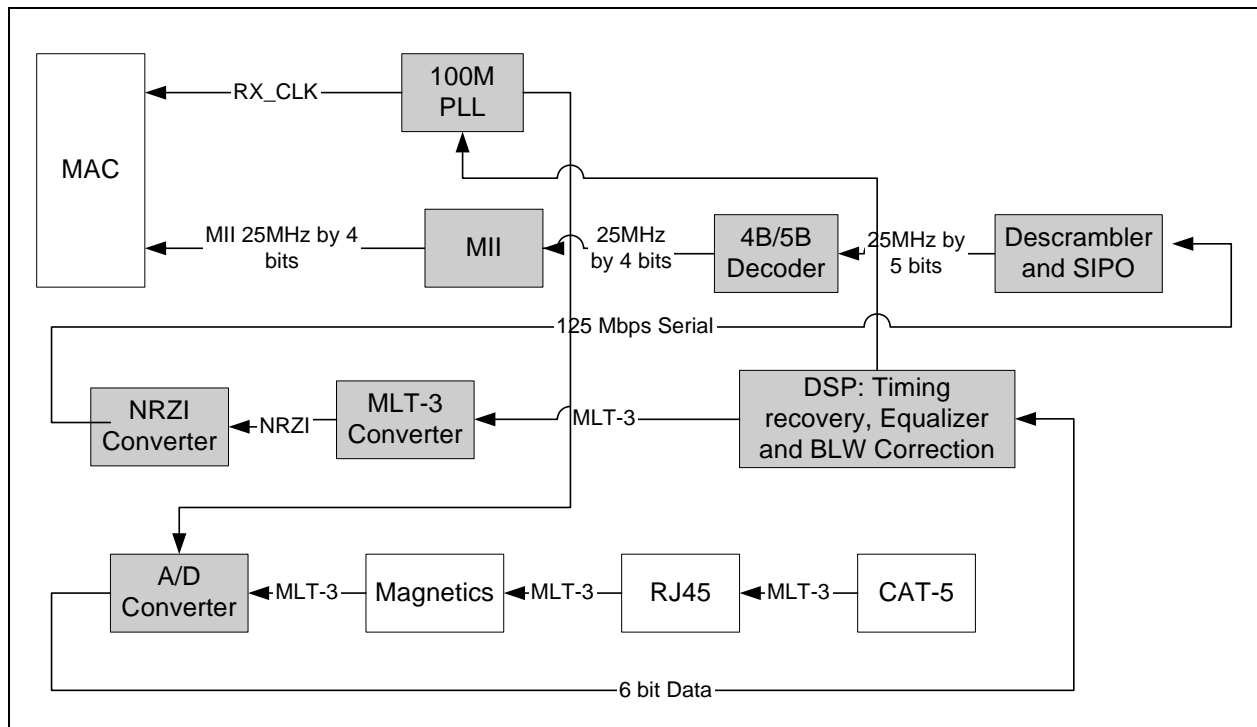 100M
PLL
RX_CLK
MAC
MII 25MHz by 4
bits
MII
25MHz
by 4 bits
4B/5B
Decoder
25MHz by
5 bits
Descrambler
and SIPO
125 Mbps Serial
NRZI
Converter
NRZI
MLT-3
Converter
MLT-3
DSP: Timing
recovery, Equalizer
and BLW Correction
A/D
Converter
MLT-3
Magnetics
MLT-3
RJ45
MLT-3
CAT-5
6 bit Data